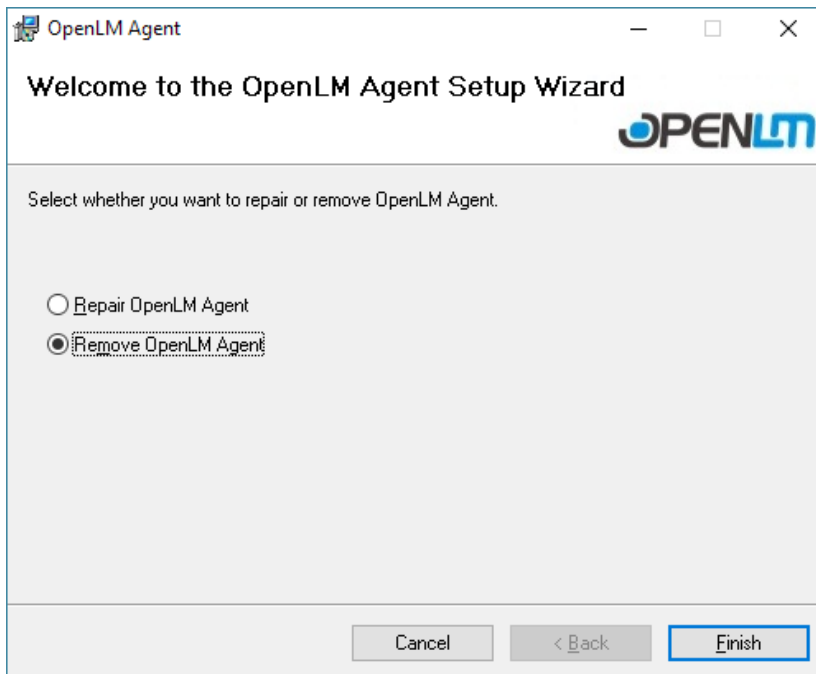 OpenLM Agent
Welcome to the OpenLM Agent Setup Wizard
OPENLM
Select whether you want to repair or remove OpenLM Agent.
Repair OpenLM Agent
Remove OpenLM Agent
Cancel < Back Finish